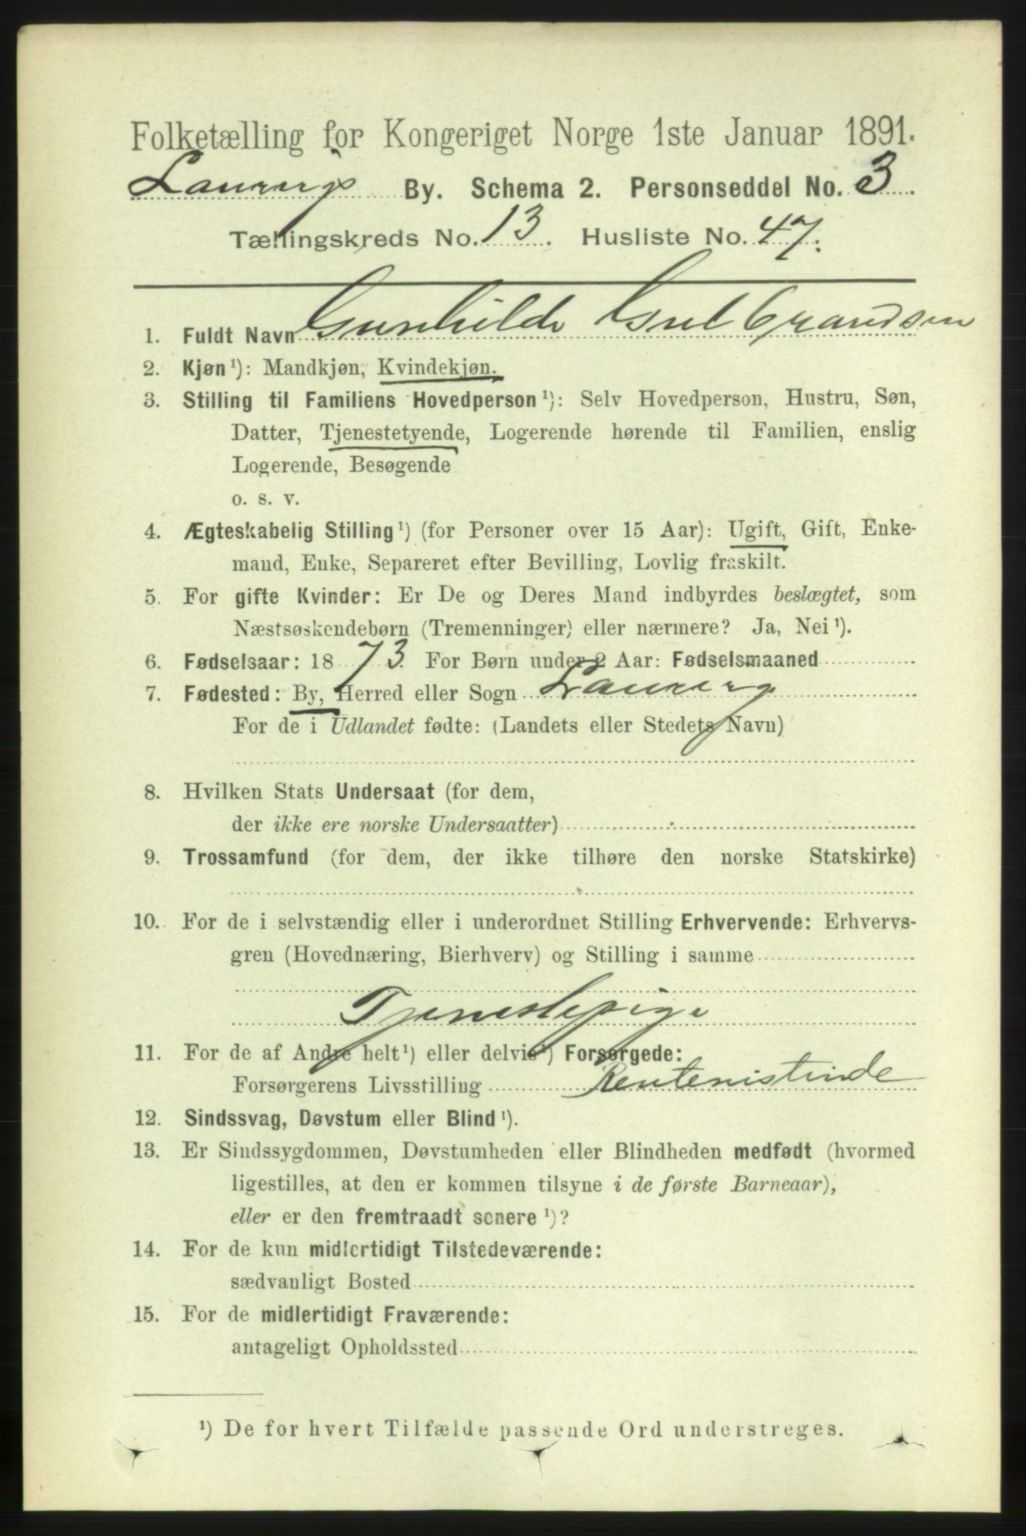 Folketælling for Kongeriget Norge 1ste Januar 1891.
Laurvig By. Schema 2. Personseddel No. 3.
Tællingskreds No. 13. Husliste No. 47.
1. Fuldt Navn Gunhilde Gulbrandsen
2. Kjøn¹): Mandkjøn, Kvindekjøn.
3. Stilling til Familiens Hovedperson¹): Selv Hovedperson, Hustru, Søn,
Datter, Tjenestetyende, Logerende hørende til Familien, enslig
Logerende, Besøgende
o. s. v.
4. Ægteskabelig Stilling¹) (for Personer over 15 Aar): Ugift, Gift, Enke-
mand, Enke, Separeret efter Bevilling, Lovlig fraskilt.
5. For gifte Kvinder: Er De og Deres Mand indbyrdes beslægtet, som
Næstsøskendebørn (Tremenninger) eller nærmere? Ja, Nei¹).
6. Fødselsaar: 1873. For Børn under 2 Aar: Fødselsmaaned
7. Fødested: By, Herred eller Sogn Laurvig
For de i Udlandet fødte: (Landets eller Stedets Navn)
8. Hvilken Stats Undersaat (for dem,
der ikke ere norske Undersaatter)
9. Trossamfund (for dem, der ikke tilhøre den norske Statskirke)
10. For de i selvstændig eller i underordnet Stilling Erhvervende: Erhvervs-
gren (Hovednæring, Bierhverv) og Stilling i samme
Tjenestepige
11. For de af Andre helt¹) eller delvis¹) Forsørgede:
Forsørgerens Livsstilling Rentenistinde
12. Sindssvag, Døvstum eller Blind¹).
13. Er Sindssygdommen, Døvstumheden eller Blindheden medfødt (hvormed
ligestilles, at den er kommen tilsyne i de første Barneaar),
eller er den fremtraadt senere¹)?
14. For de kun midlertidigt Tilstedeværende:
sædvanligt Bosted
15. For de midlertidigt Fraværende:
antageligt Opholdssted
¹) De for hvert Tilfælde passende Ord understreges.